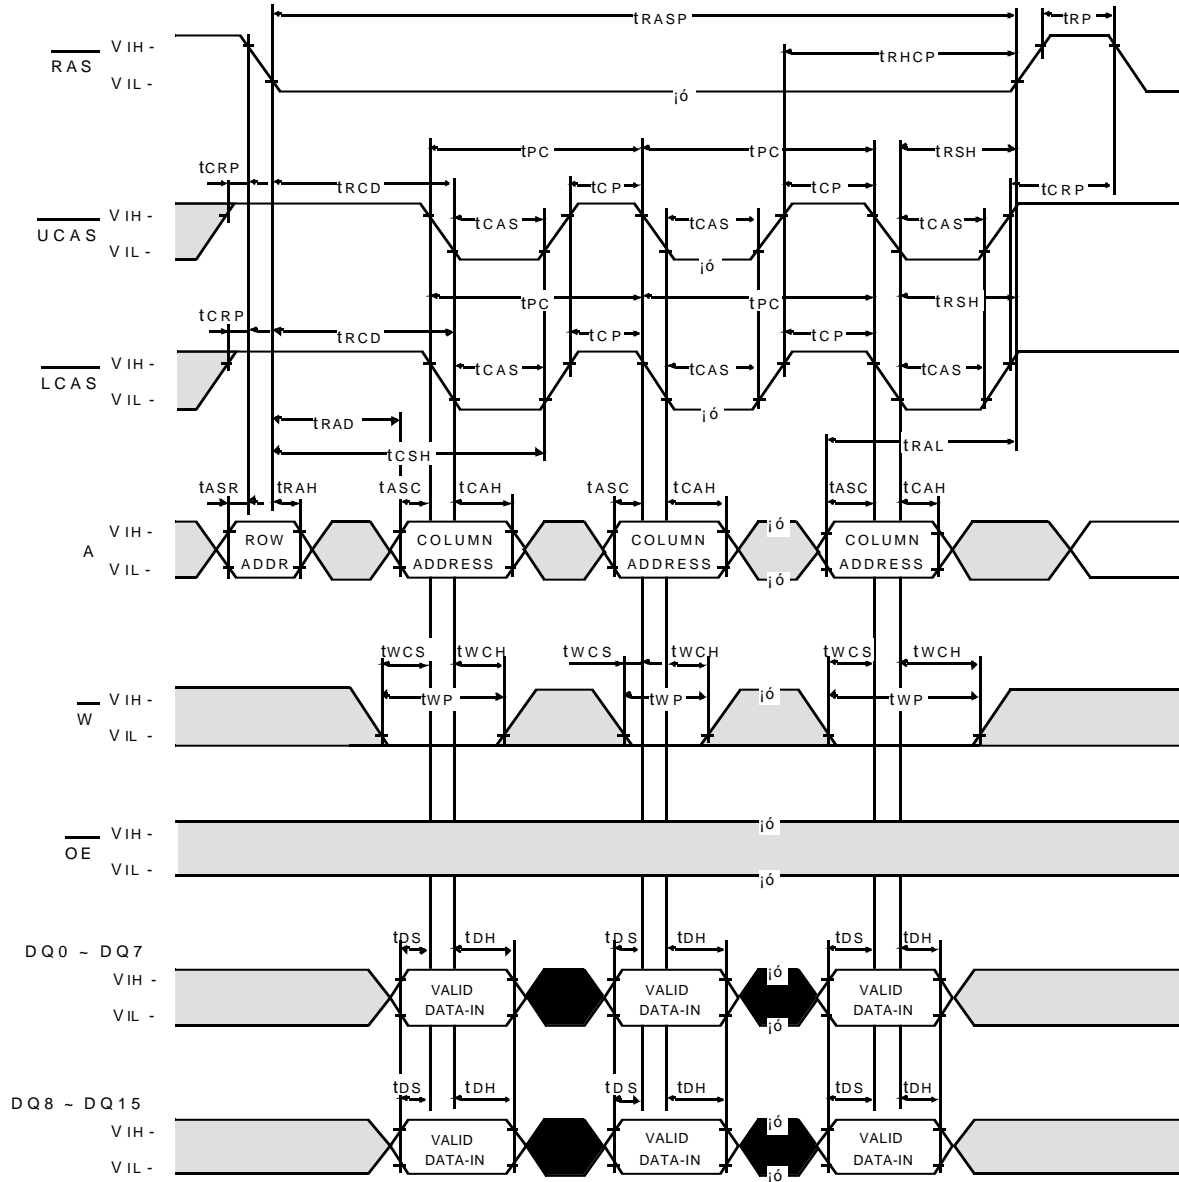 tRASP
tRP
RAS VIH - tRHCP
VIL -
¡ó
tPC tPC tRSH
tCRP tRCD tCP tCP tCRP
UCAS VIH - tCAS tCAS tCAS
VIL -
¡ó
tPC tPC tRSH
tCRP tRCD tCP tCP
LCAS VIH - tCAS tCAS tCAS
VIL -
¡ó
tRAD tRAL
tCSH
tASR tRAH tASC tCAH tASC tCAH tASC tCAH
A VIH - ROW COLUMN COLUMN ¡ó COLUMN
VIL - ADDR ADDRESS ADDRESS ¡ó ADDRESS
tWCS tWCH tWCS tWCH tWCS tWCH
W VIH - tWP tWP ¡ó tWP
VIL -
OE VIH - ¡ó
VIL - ¡ó
DQ0 ~ DQ7 tDS tDH tDS tDH tDS tDH
VIH - VALID VALID ¡ó VALID
VIL - DATA-IN DATA-IN ¡ó DATA-IN
DQ8 ~ DQ15 tDS tDH tDS tDH tDS tDH
VIH - VALID VALID ¡ó VALID
VIL - DATA-IN DATA-IN ¡ó DATA-IN